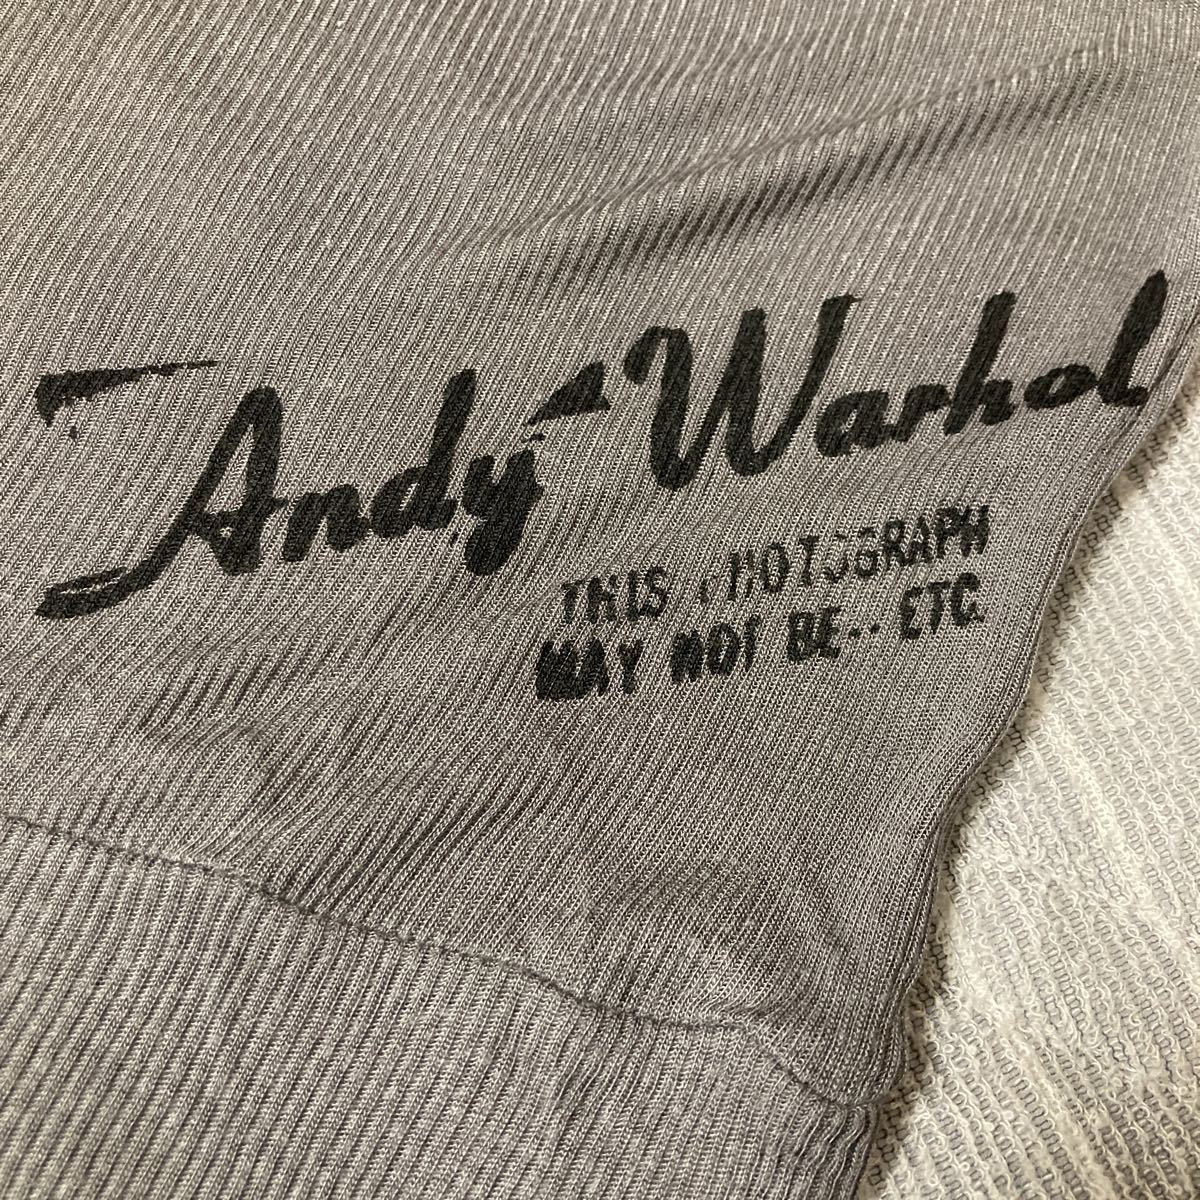 Andy Warhol
THIS PHOTOGRAPH
MAY NOT BE-- ETC.